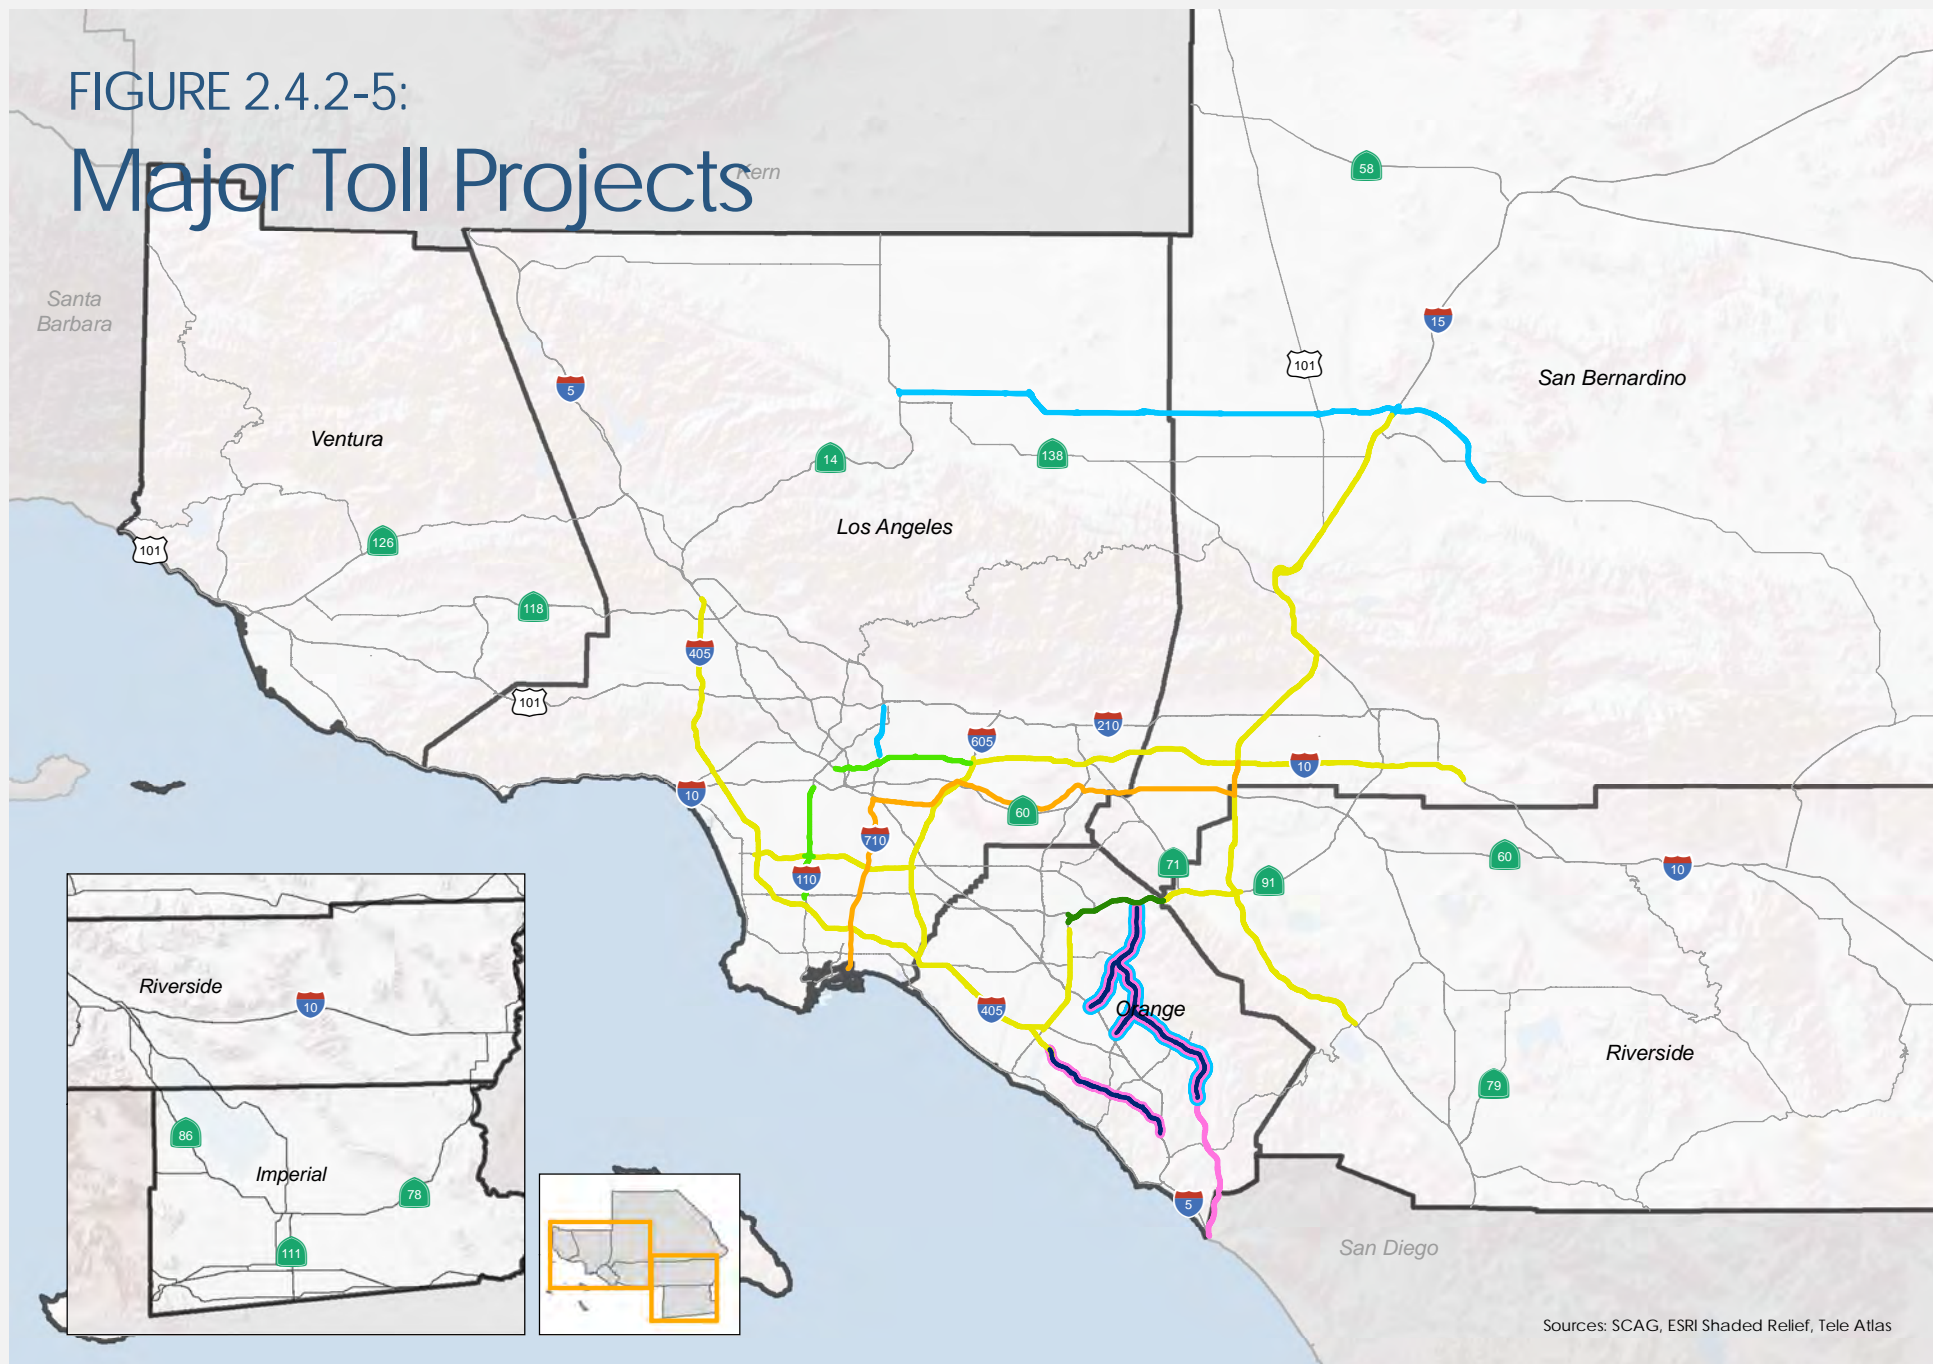 FIGURE 2.4.2-5:
Major Toll Projects
Kern
58
Santa
Barbara
15
101
San Bernardino
5
Ventura
14
138
Los Angeles
126
101
118
405
101
210
605
10
10
60
710
71
60
10
110
91
Riverside
10
405
Orange
Riverside
79
86
Imperial
78
5
111
San Diego
Sources: SCAG, ESRI Shaded Relief, Tele Atlas